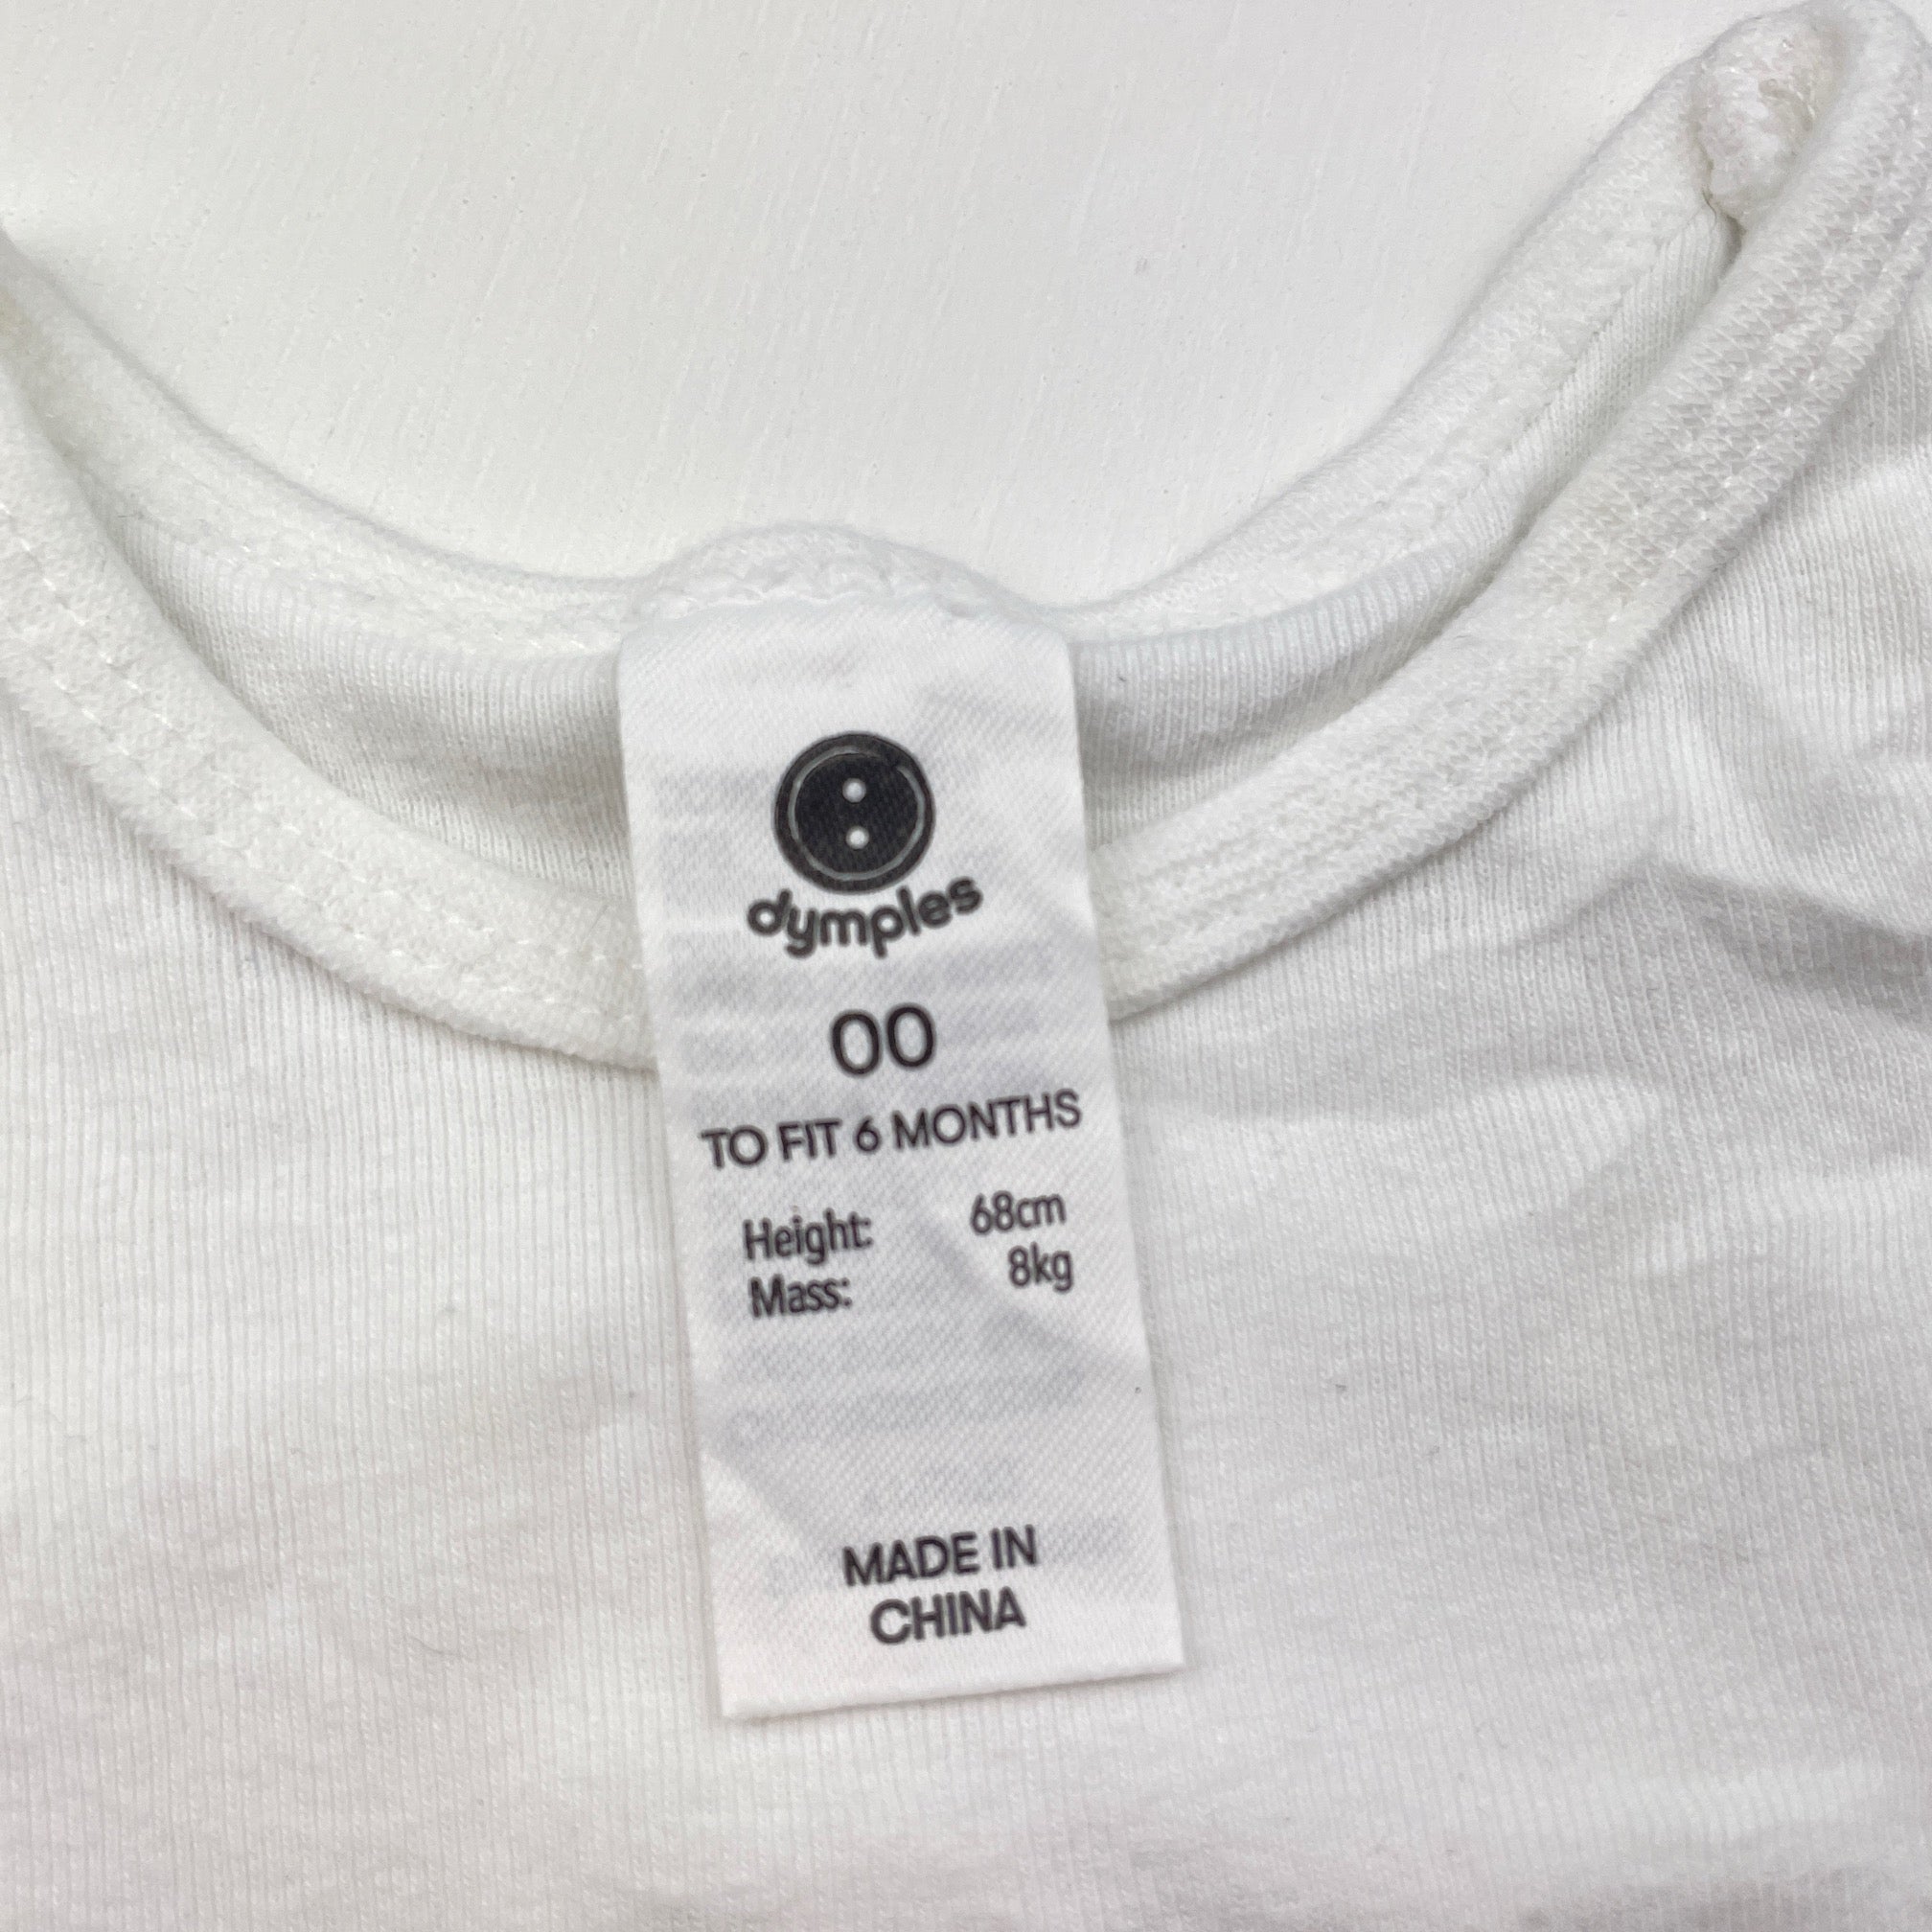 dymples
00
TO FIT 6 MONTHS
Height: 68cm
Mass: 8kg
MADE IN
CHINA